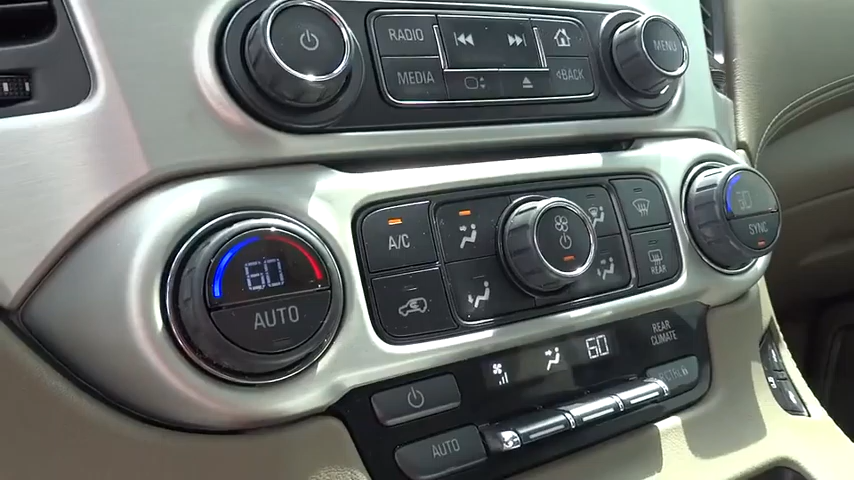 RADIO
MENU
MEDIA
BACK
60
AUTO
A/C
REAR
60
SYNC
60
REAR
CLIMATE
AUTO